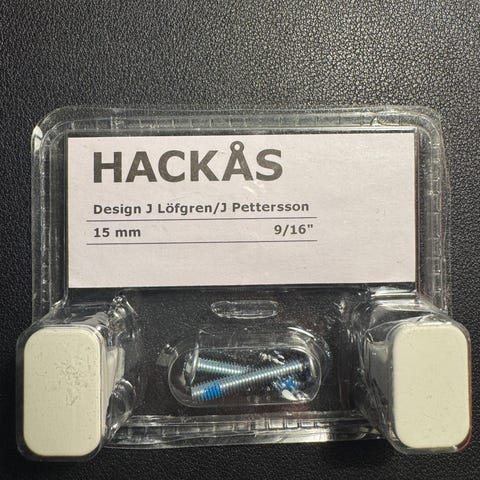 HACKÅS
Design J Löfgren/J Pettersson
15 mm 9/16"